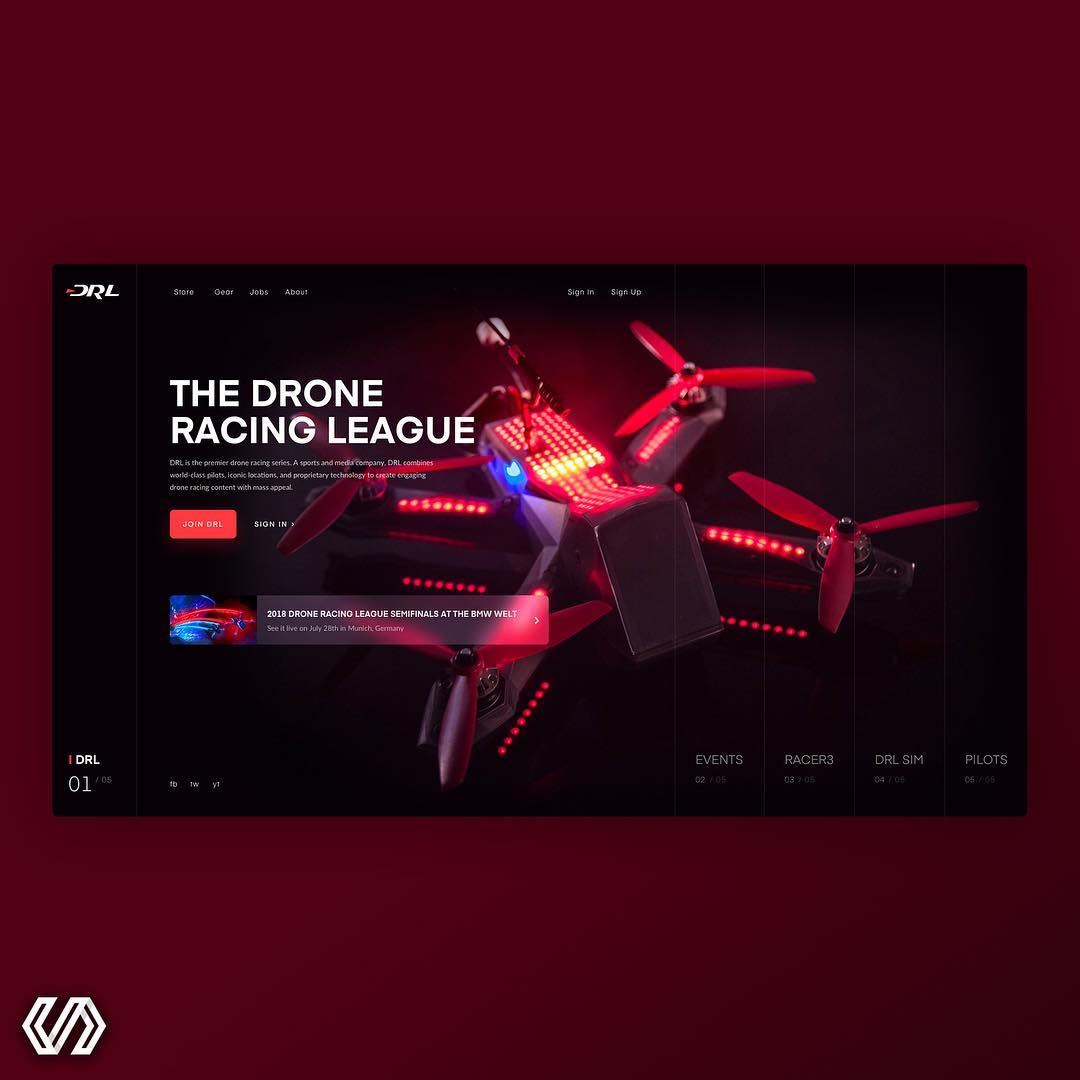 DRL
Store Gear Jobs About
Sign In Sign Up
THE DRONE
RACING LEAGUE
DRL is the premier drone racing series. A sports and media company, DRL combines
world-class pilots, iconic locations, and proprietary technology to create engaging
drone racing content with mass appeal.
JOIN DRL
SIGN IN ›
2018 DRONE RACING LEAGUE SEMIFINALS AT THE BMW WELT
See it live on July 28th in Munich, Germany
DRL
01 / 05
fb tw yt
EVENTS
02 / 05
RACER3
03 / 05
DRL SIM
04 / 05
PILOTS
05 / 05